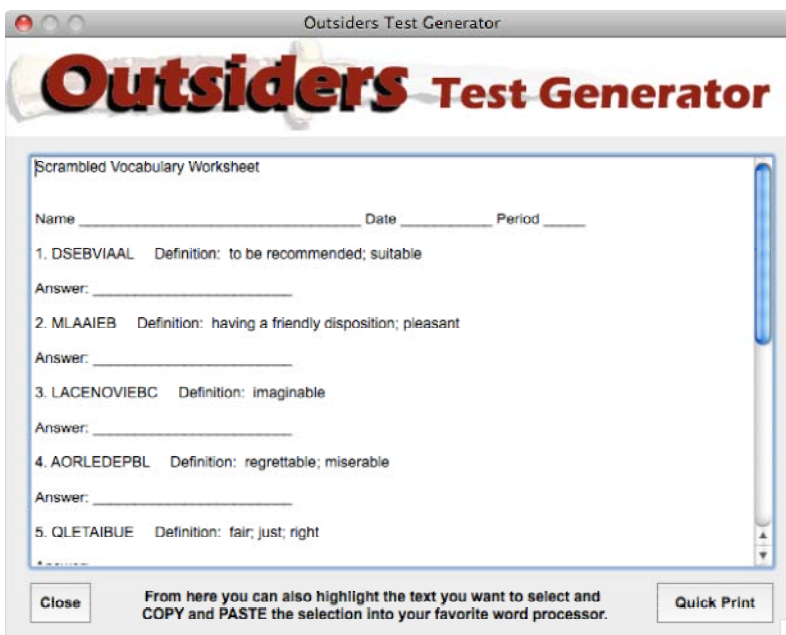 Outsiders Test Generator
Outsiders Test Generator
Scrambled Vocabulary Worksheet
Name __________________________________ Date ___________ Period _____
1. DSEBVIAAL Definition: to be recommended; suitable
Answer: ________________________
2. MLAAIEB Definition: having a friendly disposition; pleasant
Answer: ________________________
3. LACENOVIEBC Definition: imaginable
Answer: ________________________
4. AORLEDEPBL Definition: regrettable; miserable
Answer: ________________________
5. QLETAIBUE Definition: fair; just; right
Close
From here you can also highlight the text you want to select and
COPY and PASTE the selection into your favorite word processor.
Quick Print